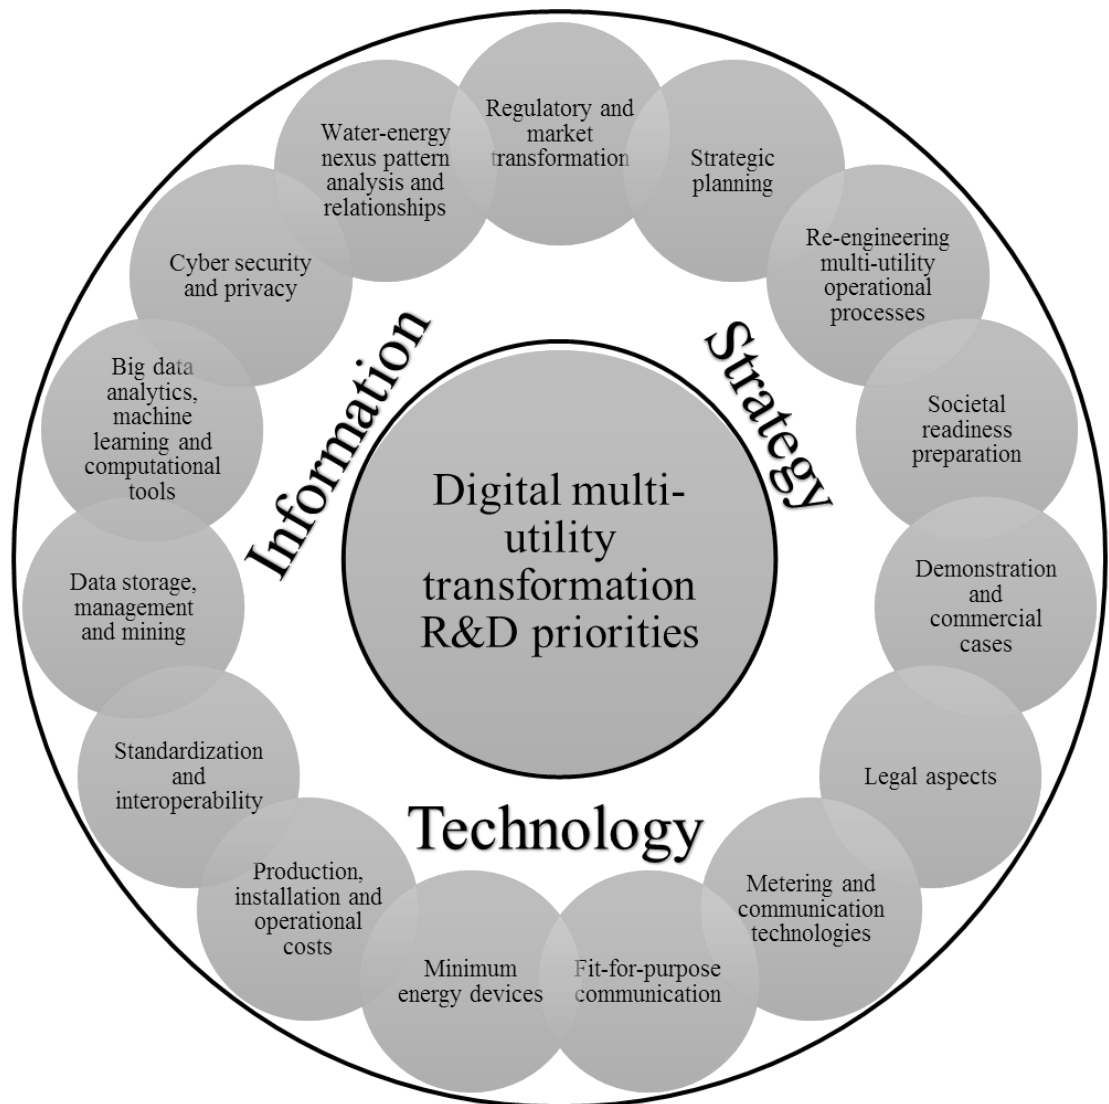 Regulatory and
market
transformation
Strategic
planning
Re-engineering
multi-utility
operational
processes
Societal
readiness
preparation
Demonstration
and
commercial
cases
Legal aspects
Metering and
communication
technologies
Fit-for-purpose
communication
Minimum
energy devices
Production,
installation and
operational
costs
Standardization
and
interoperability
Data storage,
management
and mining
Big data
analytics,
machine
learning and
computational
tools
Cyber security
and privacy
Water-energy
nexus pattern
analysis and
relationships
Information
Strategy
Technology
Digital multi-
utility
transformation
R&D priorities